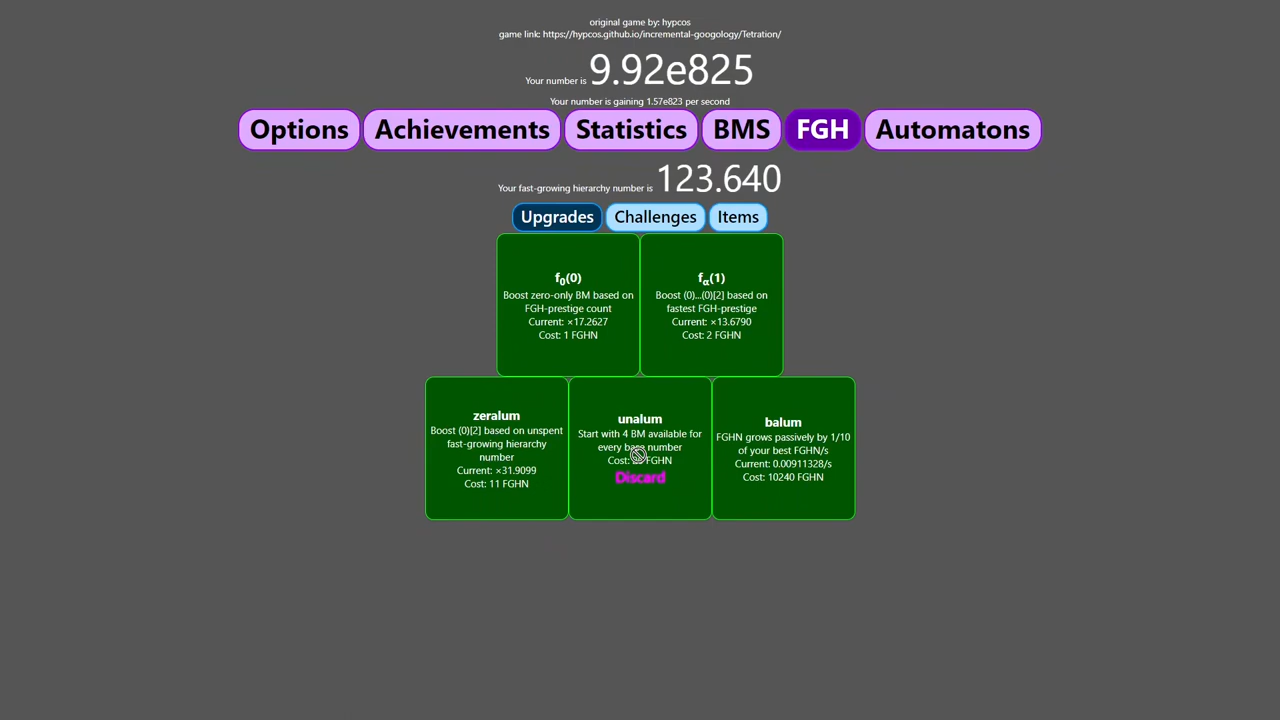 original game by: hypcos
game link: https://hypcos.github.io/incremental-googology/Tetration/
Your number is 9.92e825
Your number is gaining 1.57e823 per second
Options Achievements Statistics BMS FGH Automatons
Your fast-growing hierarchy number is 123.640
Upgrades Challenges Items
f₀(0)
Boost zero-only BM based on
FGH-prestige count
Current: ×17.2627
Cost: 1 FGHN
fα(1)
Boost (0)...(0)[2] based on
fastest FGH-prestige
Current: ×13.6790
Cost: 2 FGHN
zeralum
Boost (0)[2] based on unspent
fast-growing hierarchy
number
Current: ×31.9099
Cost: 11 FGHN
unalum
Start with 4 BM available for
every base number
Cost: FGHN
Discard
balum
FGHN grows passively by 1/10
of your best FGHN/s
Current: 0.00911328/s
Cost: 10240 FGHN